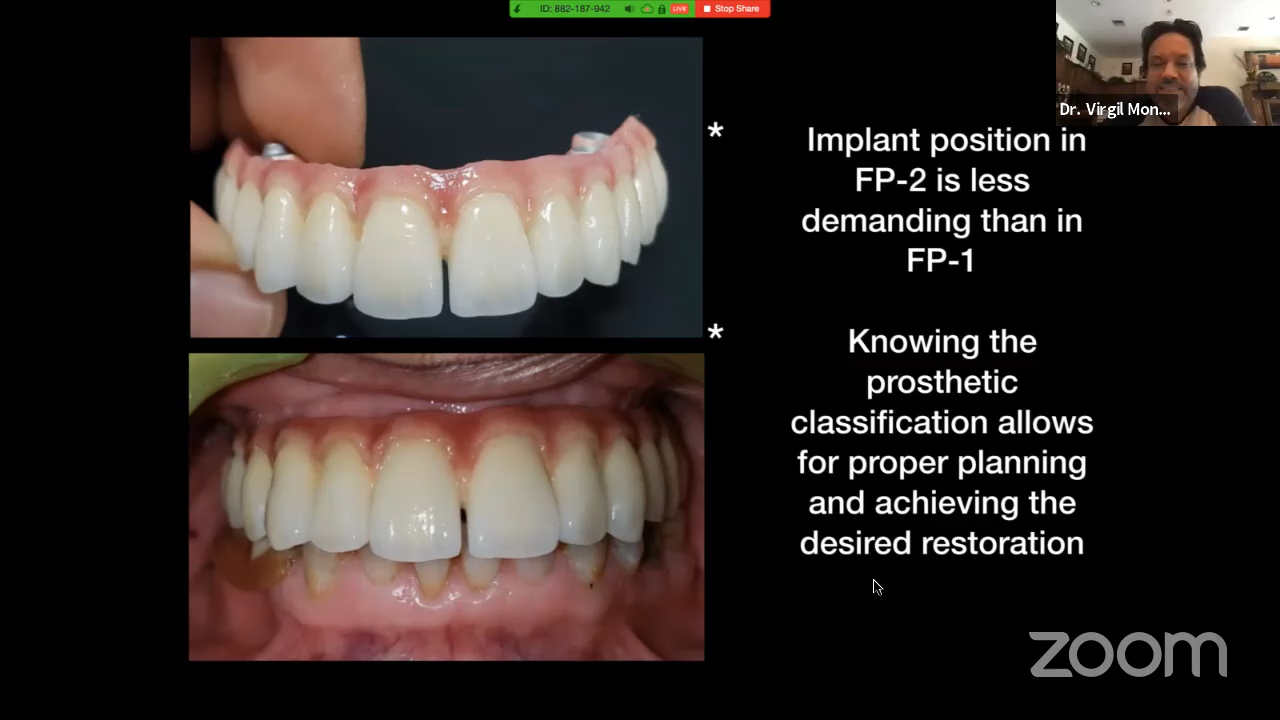 ID: 882-187-942
LIVE
Stop Share
Dr. Virgil Mon...
* Implant position in
FP-2 is less
demanding than in
FP-1
* Knowing the
prosthetic
classification allows
for proper planning
and achieving the
desired restoration
zoom